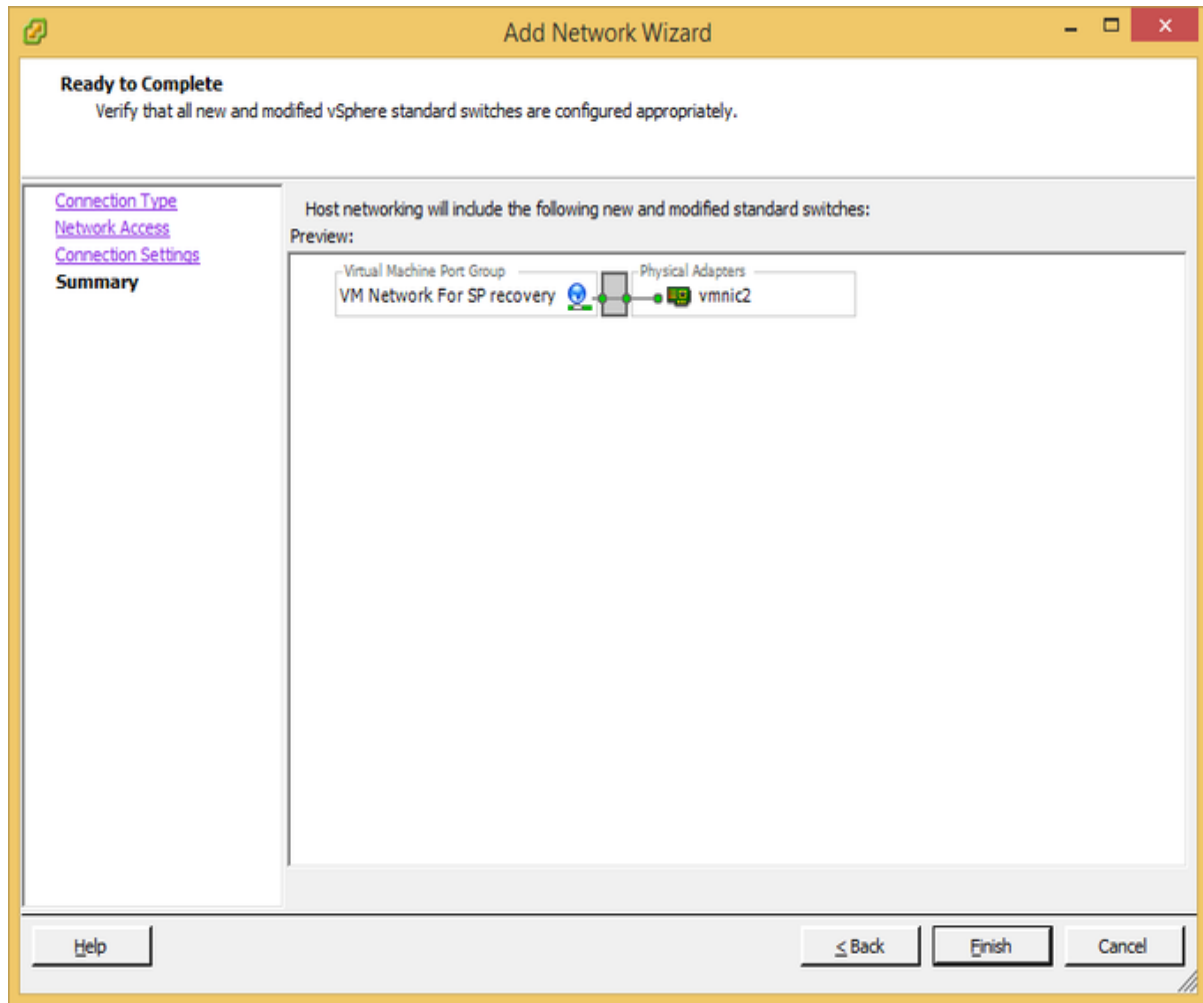 Add Network Wizard
Ready to Complete
Verify that all new and modified vSphere standard switches are configured appropriately.
Connection Type
Network Access
Connection Settings
Summary
Host networking will include the following new and modified standard switches:
Preview:
Virtual Machine Port Group
Physical Adapters
VM Network For SP recovery
vmnic2
Help
< Back
Finish
Cancel